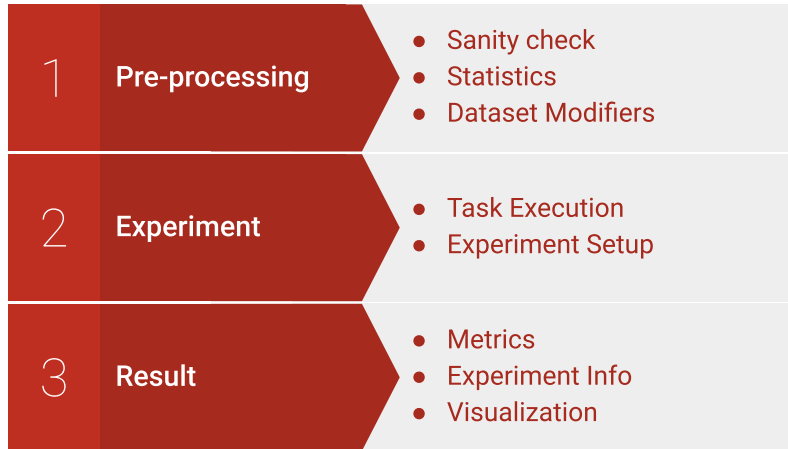 1
Pre-processing
● Sanity check
● Statistics
● Dataset Modifiers
2
Experiment
● Task Execution
● Experiment Setup
3
Result
● Metrics
● Experiment Info
● Visualization